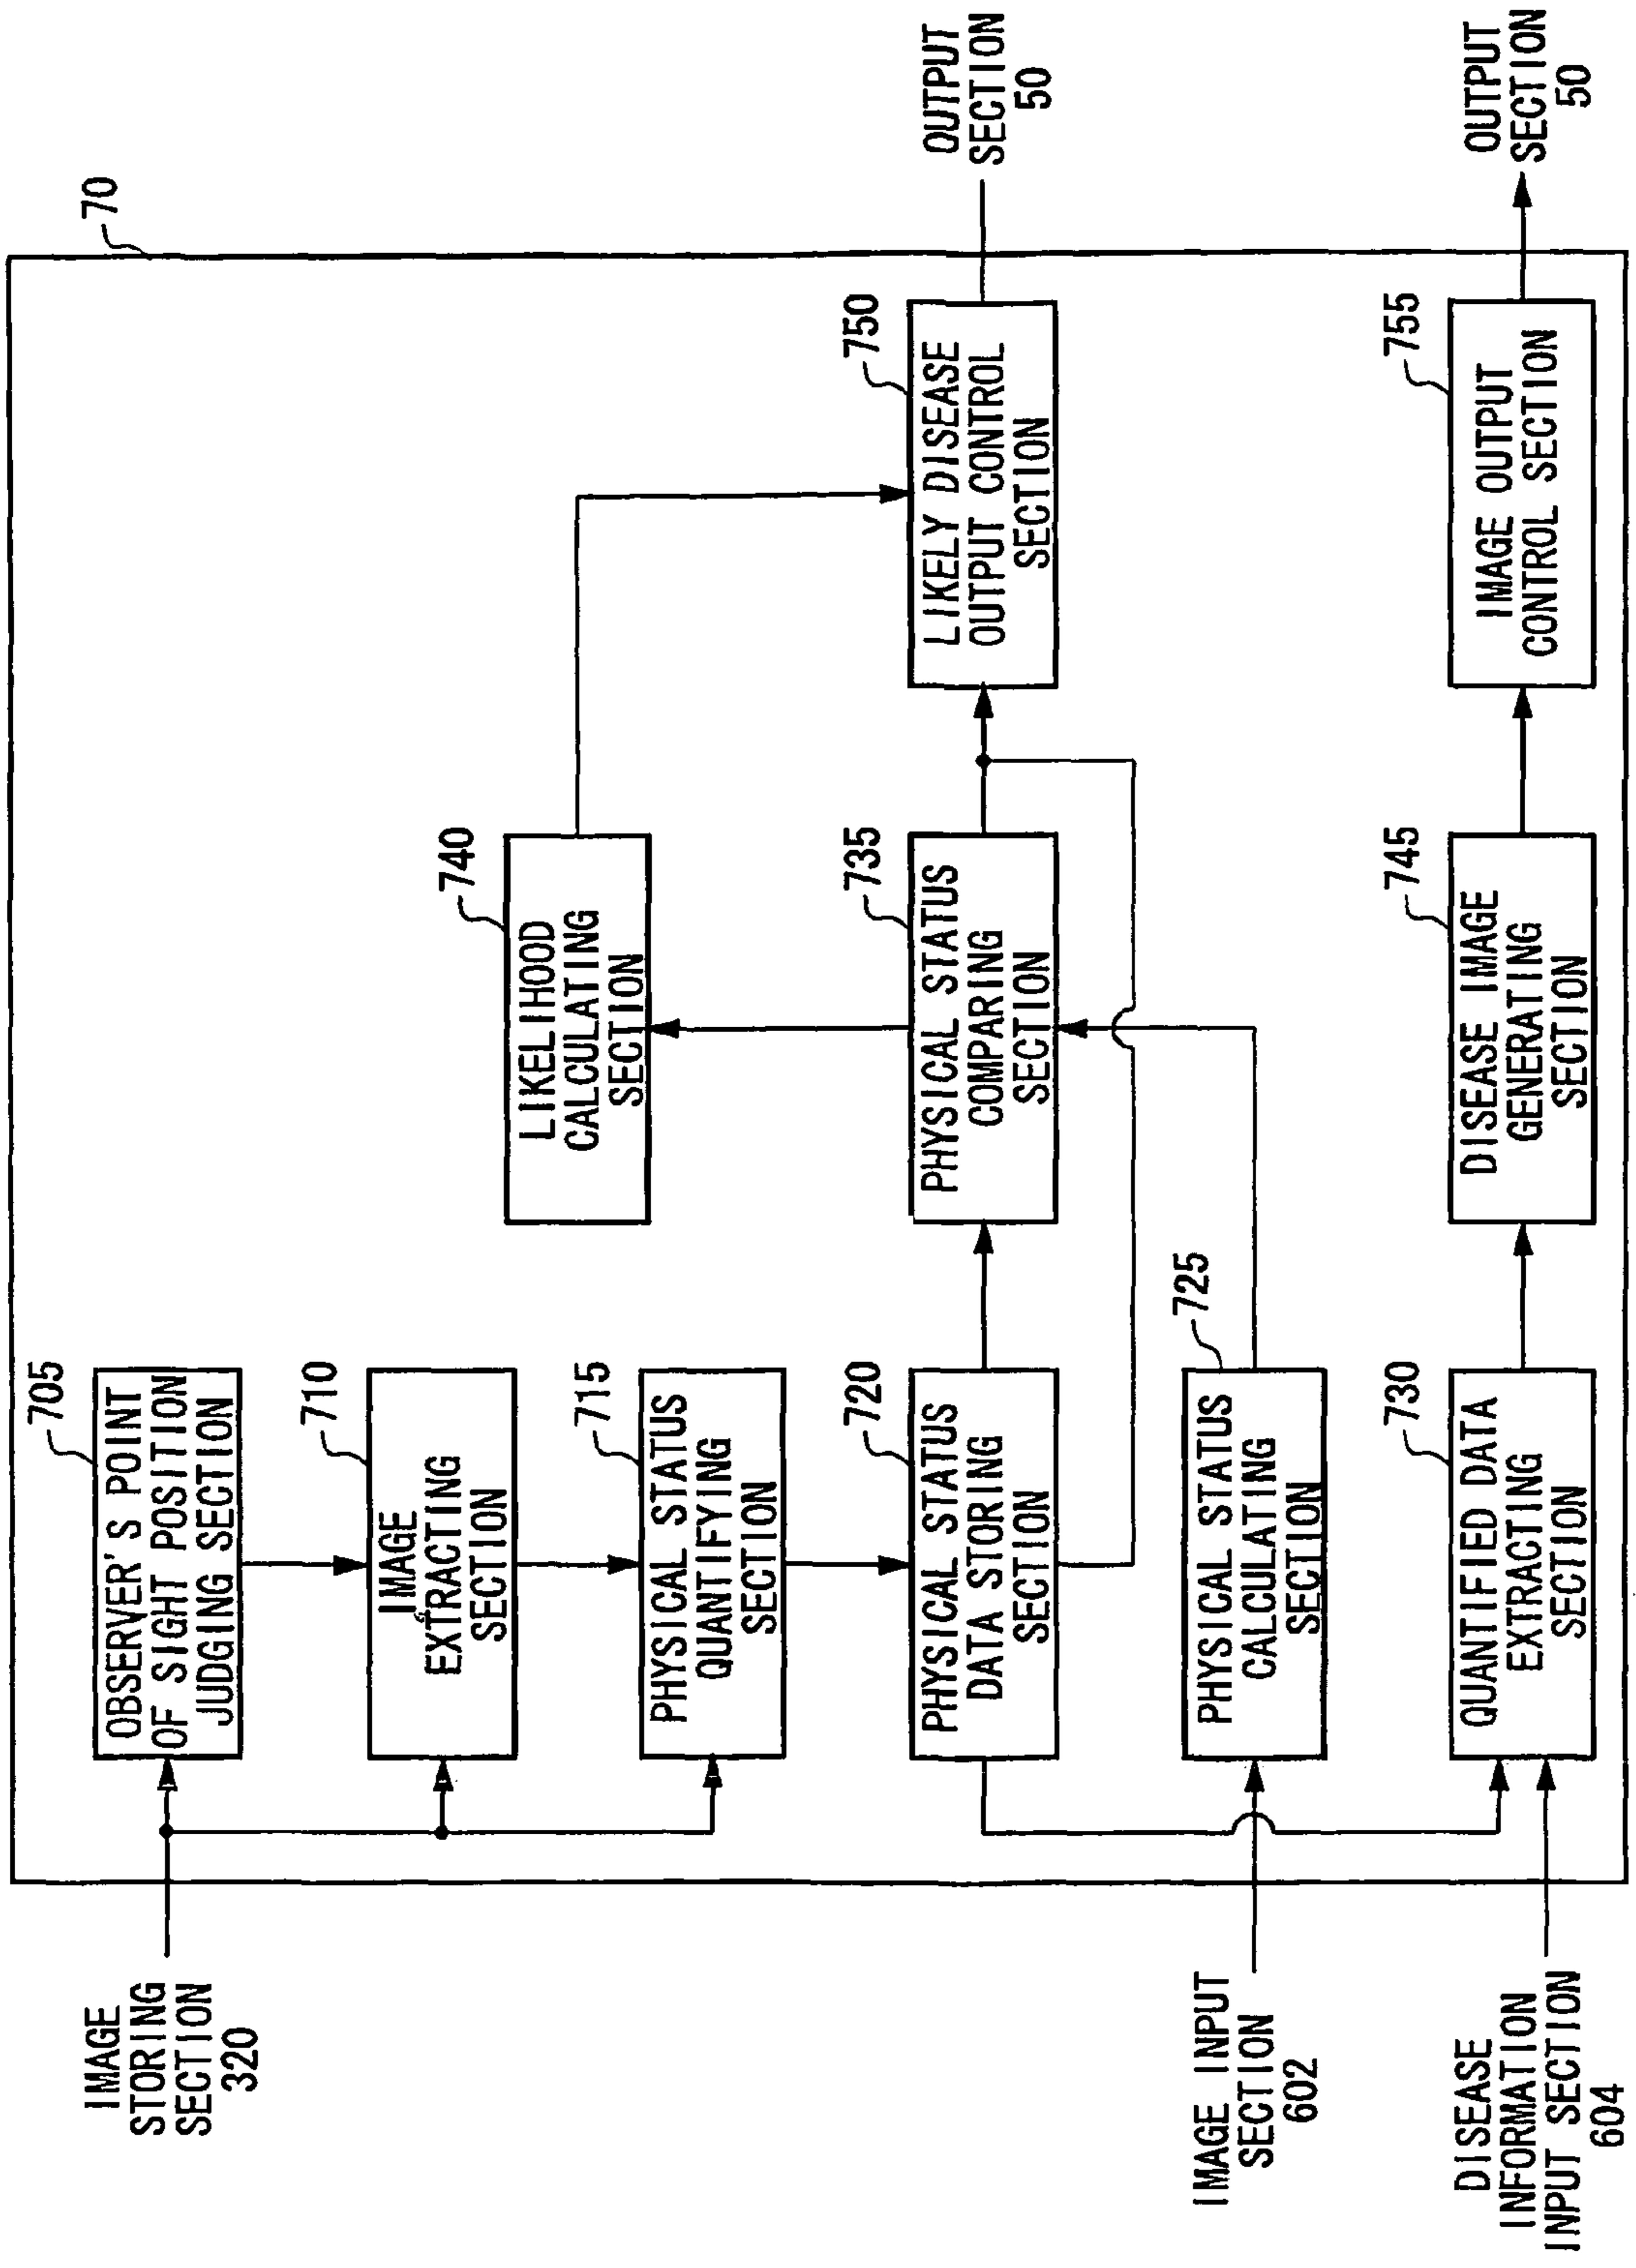 70
IMAGE
STORING
SECTION
320
705
OBSERVER'S POINT
OF SIGHT POSITION
JUDGING SECTION
710
IMAGE
EXTRACTING
SECTION
740
LIKELIHOOD
CALCULATING
SECTION
715
PHYSICAL STATUS
QUANTIFYING
SECTION
720
PHYSICAL STATUS
DATA STORING
SECTION
735
PHYSICAL STATUS
COMPARING
SECTION
750
LIKELY DISEASE
OUTPUT CONTROL
SECTION
OUTPUT
SECTION
50
IMAGE INPUT
SECTION
602
725
PHYSICAL STATUS
CALCULATING
SECTION
DISEASE
INFORMATION
INPUT SECTION
604
730
QUANTIFIED DATA
EXTRACTING
SECTION
745
DISEASE IMAGE
GENERATING
SECTION
755
IMAGE OUTPUT
CONTROL SECTION
OUTPUT
SECTION
50